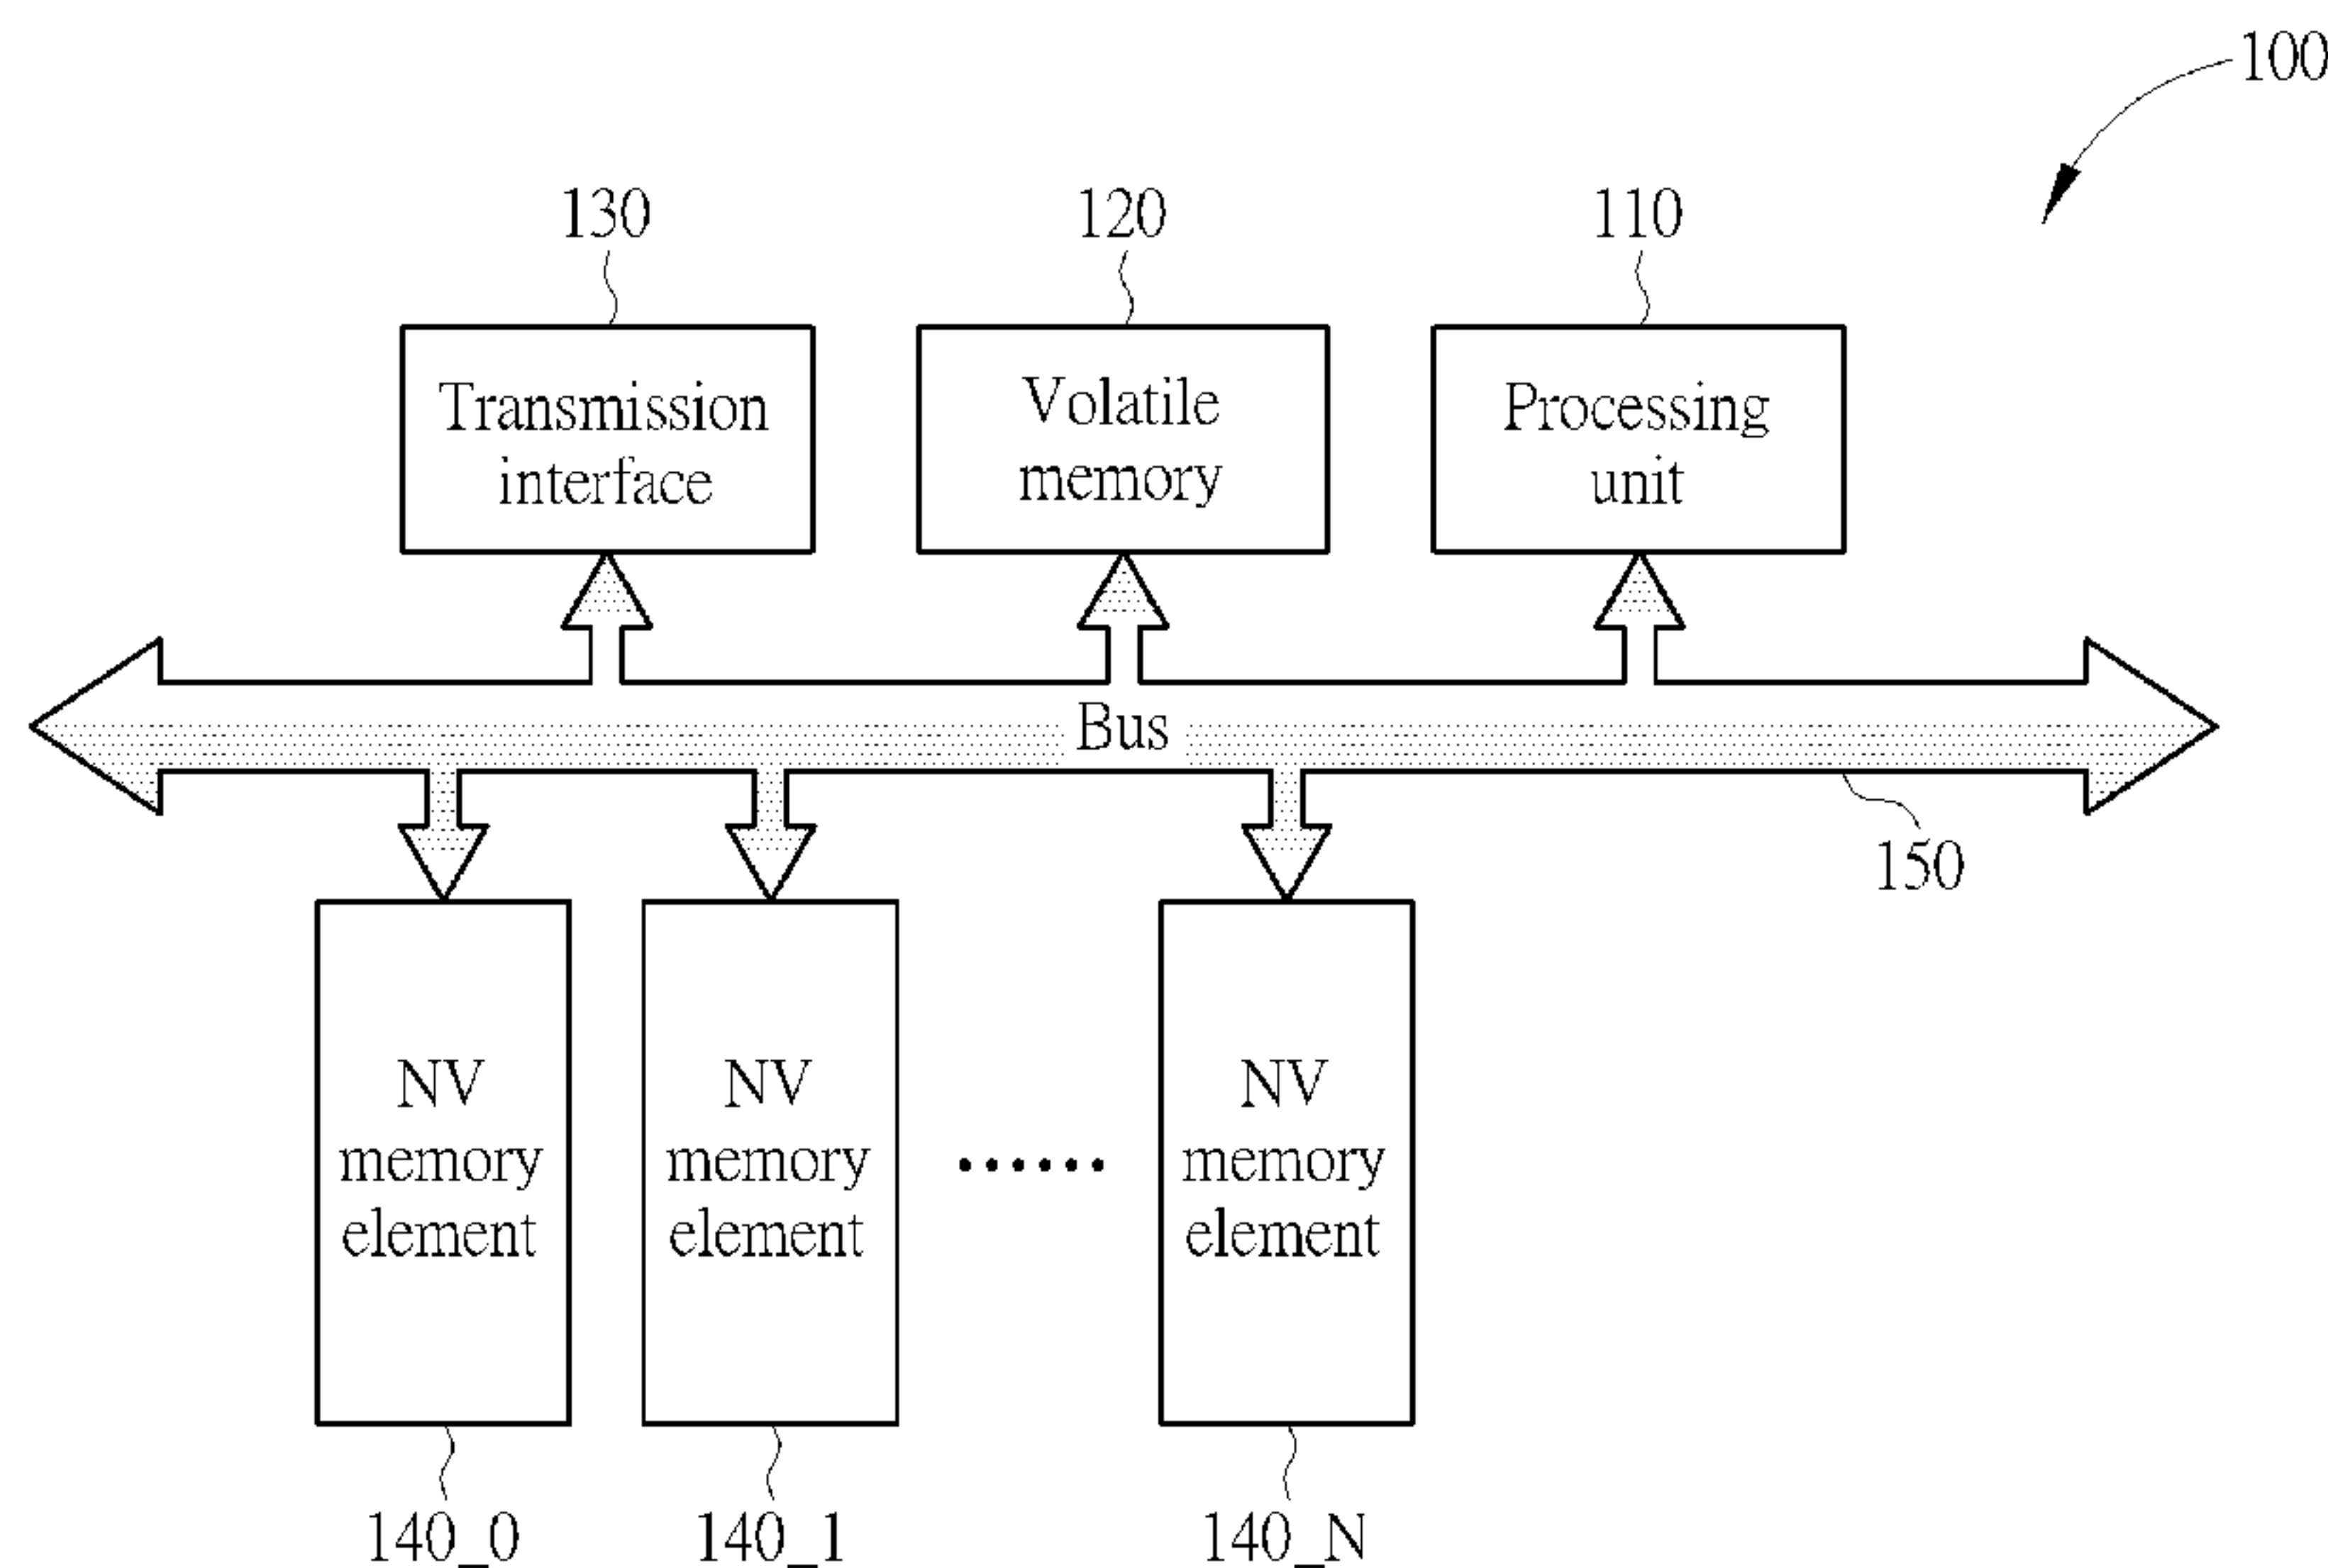 100
130
120
110
Transmission
interface
Volatile
memory
Processing
unit
Bus
150
NV
memory
element
NV
memory
element
......
NV
memory
element
140_0
140_1
140_N